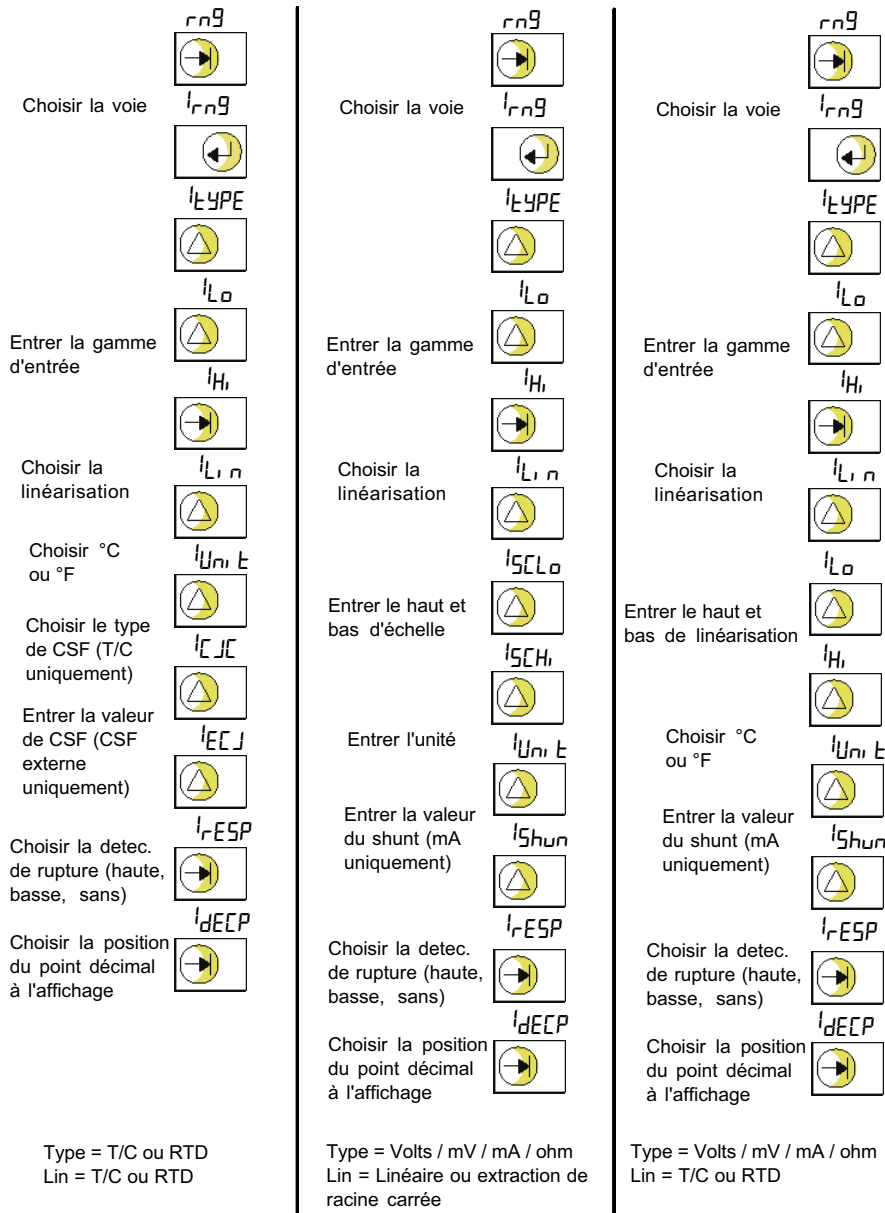 rng
Choisir la voie
1rng
1tYPE
1Lo
Entrer la gamme
d'entrée
1Hi
Choisir la
linéarisation
1Lin
Choisir °C
ou °F
1Unit
Choisir le type
de CSF (T/C
uniquement)
1CJC
Entrer la valeur
de CSF (CSF
externe
uniquement)
1ECJ
Choisir la detec.
de rupture (haute,
basse, sans)
1rESP
Choisir la position
du point décimal
à l'affichage
1dECP
Type = T/C ou RTD
Lin = T/C ou RTD
rng
Choisir la voie
1rng
1tYPE
1Lo
Entrer la gamme
d'entrée
1Hi
Choisir la
linéarisation
1Lin
1SCLo
Entrer le haut et
bas d'échelle
1SCHi
Entrer l'unité
1Unit
Entrer la valeur
du shunt (mA
uniquement)
1Shun
Choisir la detec.
de rupture (haute,
basse, sans)
1rESP
Choisir la position
du point décimal
à l'affichage
1dECP
Type = Volts / mV / mA / ohm
Lin = Linéaire ou extraction de
racine carrée
rng
Choisir la voie
1rng
1tYPE
1Lo
Entrer la gamme
d'entrée
1Hi
Choisir la
linéarisation
1Lin
1Lo
Entrer le haut et
bas de linéarisation
1Hi
Choisir °C
ou °F
1Unit
Entrer la valeur
du shunt (mA
uniquement)
1Shun
Choisir la detec.
de rupture (haute,
basse, sans)
1rESP
Choisir la position
du point décimal
à l'affichage
1dECP
Type = Volts / mV / mA / ohm
Lin = T/C ou RTD